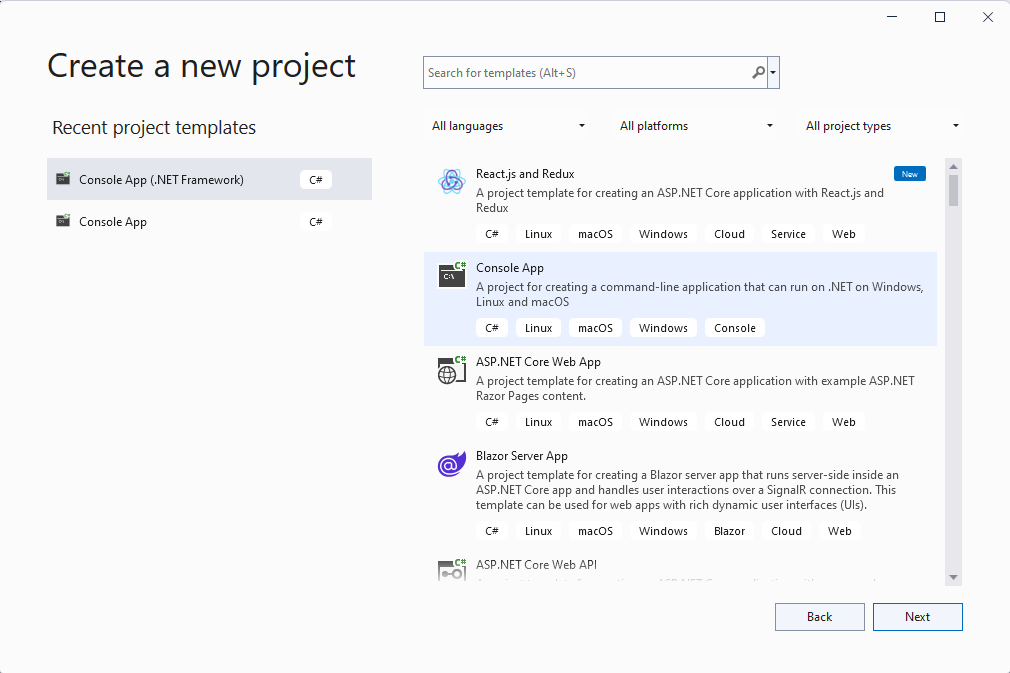 Create a new project
Search for templates (Alt+S)
Recent project templates
All languages
All platforms
All project types
Console App (.NET Framework)
C#
Console App
C#
React.js and Redux
New
A project template for creating an ASP.NET Core application with React.js and
Redux
C# Linux macOS Windows Cloud Service Web
Console App
A project for creating a command-line application that can run on .NET on Windows,
Linux and macOS
C# Linux macOS Windows Console
ASP.NET Core Web App
A project template for creating an ASP.NET Core application with example ASP.NET
Razor Pages content.
C# Linux macOS Windows Cloud Service Web
Blazor Server App
A project template for creating a Blazor server app that runs server-side inside an
ASP.NET Core app and handles user interactions over a SignalR connection. This
template can be used for web apps with rich dynamic user interfaces (UIs).
C# Linux macOS Windows Blazor Cloud Web
ASP.NET Core Web API
Back
Next